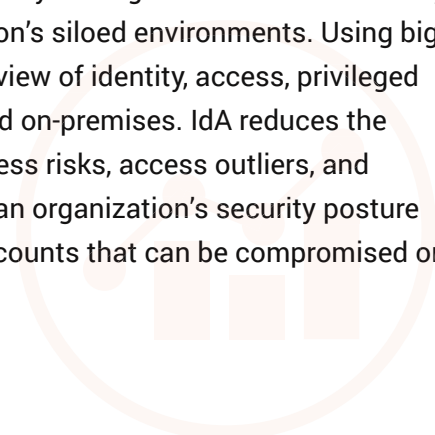 on's siloed environments. Using big
view of identity, access, privileged
d on-premises. IdA reduces the
ess risks, access outliers, and
an organization's security posture
counts that can be compromised or